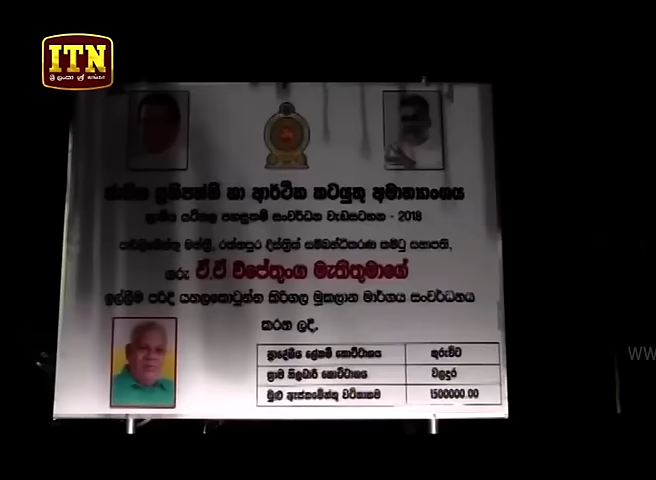 ITN
ශ්‍රී ලංකා
ජාතික ප්‍රතිපත්ති හා ආර්ථික කටයුතු අමාත්‍යාංශය
ග්‍රාමීය යටිතල පහසුකම් සංවර්ධන වැඩසටහන - 2018
පාර්ලිමේන්තු මන්ත්‍රී, රත්නපුර දිස්ත්‍රික් සම්බන්ධීකරණ කමිටු සභාපති,
ගරු ඒ.ඒ විජේතුංග මැතිතුමාගේ
ඉල්ලීම පරිදි යහලකොටුන්න කිරිගල මුකලාන මාර්ගය සංවර්ධනය
කරන ලදී.
ප්‍රාදේශීය ලේකම් කොට්ඨාශය කුරුවිට
ග්‍රාම නිලධාරී කොට්ඨාශය වලදුර
මුළු ඇස්තමේන්තු වටිනාකම 1500000.00
WW